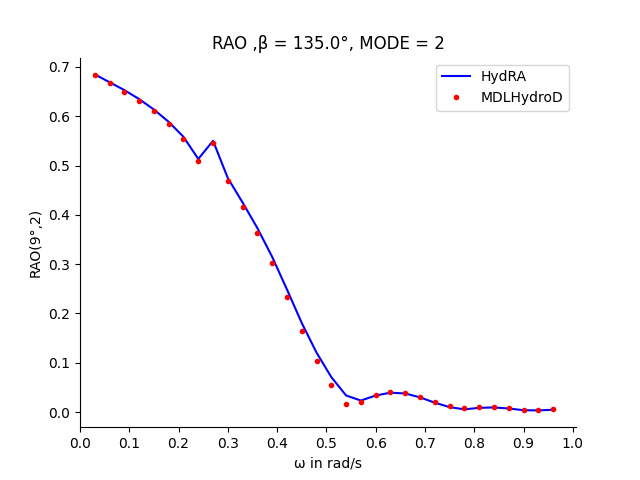 RAO ,β = 135.0°, MODE = 2
HydRA
MDLHydroD
RAO(9°,2)
0.7
0.6
0.5
0.4
0.3
0.2
0.1
0.0
0.0 0.1 0.2 0.3 0.4 0.5 0.6 0.7 0.8 0.9 1.0
ω in rad/s